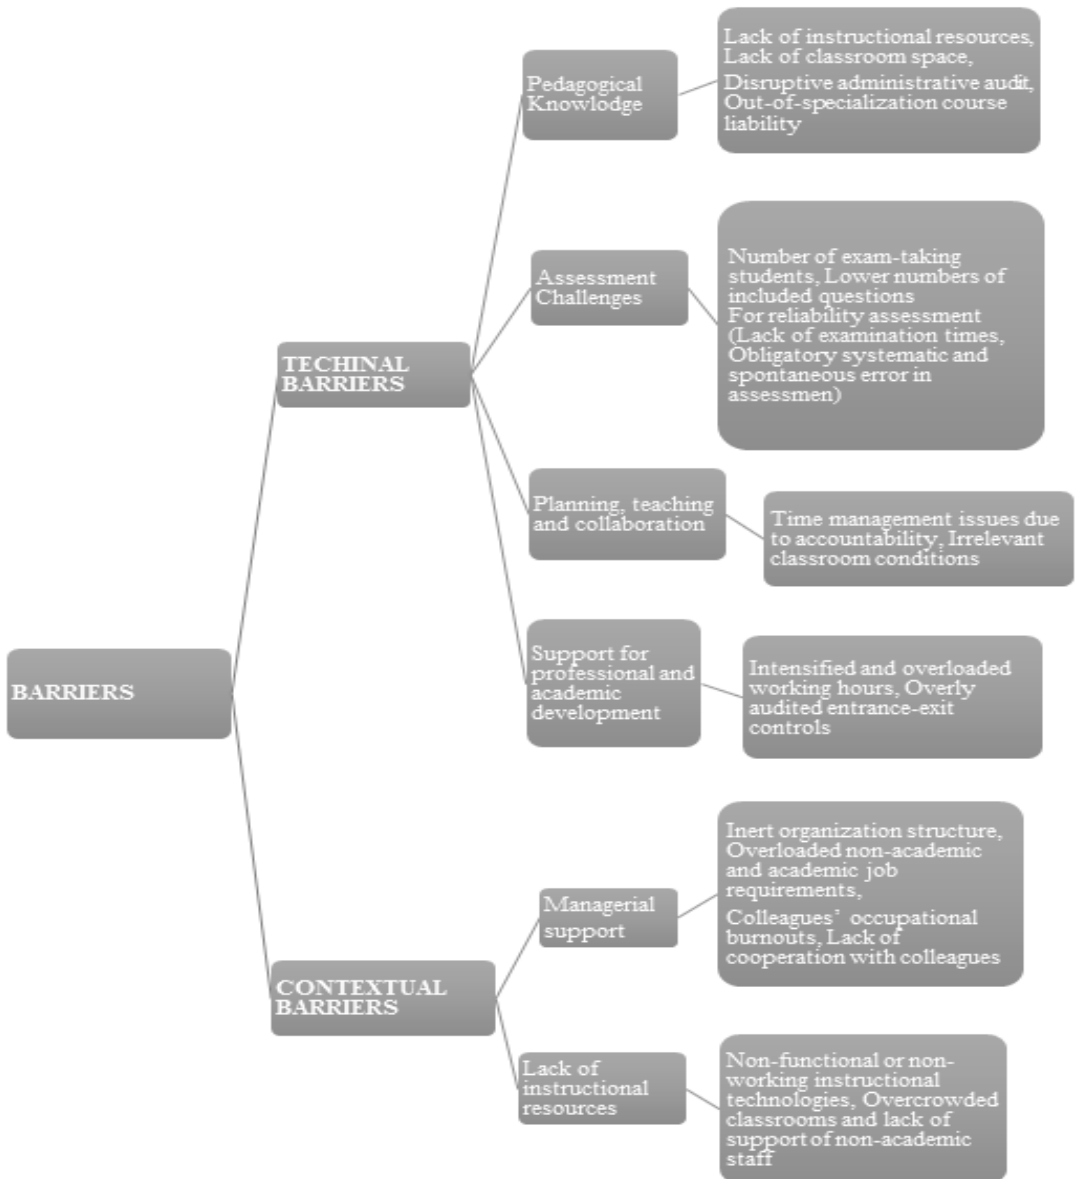 BARRIERS
TECHINAL
BARRIERS
Pedagogical
Knowlodge
Lack of instructional resources,
Lack of classroom space,
Disruptive administrative audit,
Out-of-specialization course
liability
Assessment
Challenges
Number of exam-taking
students, Lower numbers of
included questions
For reliability assessment
(Lack of examination times,
Obligatory systematic and
spontaneous error in
assessmen)
Planning, teaching
and collaboration
Time management issues due
to accountability, Irrelevant
classroom conditions
Support for
professional and
academic
development
Intensified and overloaded
working hours, Overly
audited entrance-exit
controls
CONTEXTUAL
BARRIERS
Managerial
support
Inert organization structure,
Overloaded non-academic
and academic job
requirements,
Colleagues' occupational
burnouts, Lack of
cooperation with colleagues
Lack of
instructional
resources
Non-functional or non-
working instructional
technologies, Overcrowded
classrooms and lack of
support of non-academic
staff